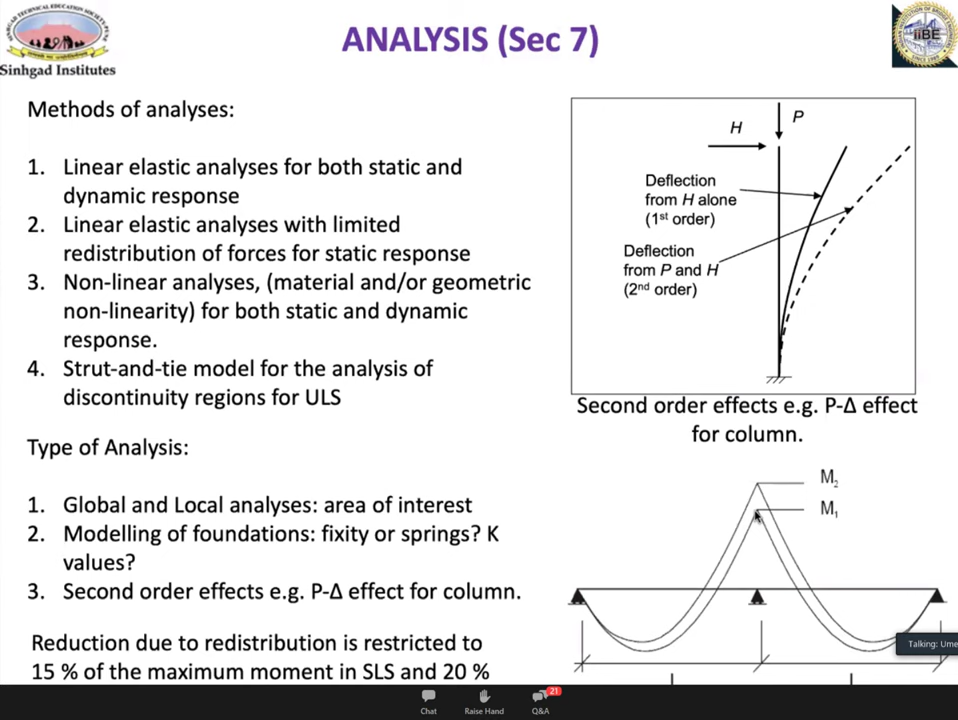 ANALYSIS (Sec 7)
Sinhgad Institutes
IIBE
Methods of analyses:
1. Linear elastic analyses for both static and
dynamic response
2. Linear elastic analyses with limited
redistribution of forces for static response
3. Non-linear analyses, (material and/or geometric
non-linearity) for both static and dynamic
response.
4. Strut-and-tie model for the analysis of
discontinuity regions for ULS
Type of Analysis:
1. Global and Local analyses: area of interest
2. Modelling of foundations: fixity or springs? K
values?
3. Second order effects e.g. P-Δ effect for column.
Reduction due to redistribution is restricted to
15 % of the maximum moment in SLS and 20 %
P
H
Deflection
from H alone
(1st order)
Deflection
from P and H
(2nd order)
Second order effects e.g. P-Δ effect
for column.
M2
M1
Talking: Ume
21
Chat
Raise Hand
Q&A